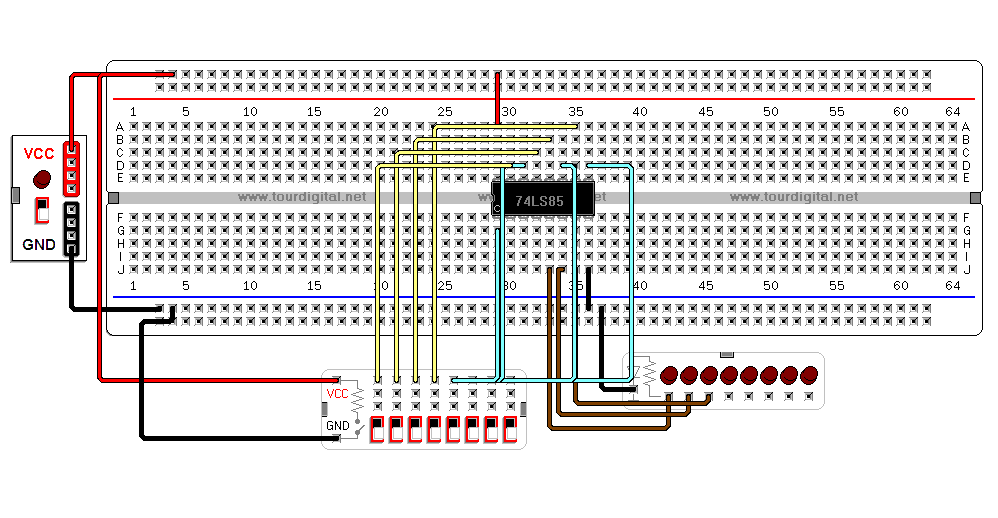 1 5 10 15 20 25 30 35 40 45 50 55 60 64
A A
B B
VCC C C
D D
E E
www.tourdigital.net www.tourdigital.net www.tourdigital.net
74LS85
F F
G G
GND H H
I I
J J
1 5 10 15 20 25 30 35 40 45 50 55 60 64
VCC
GND